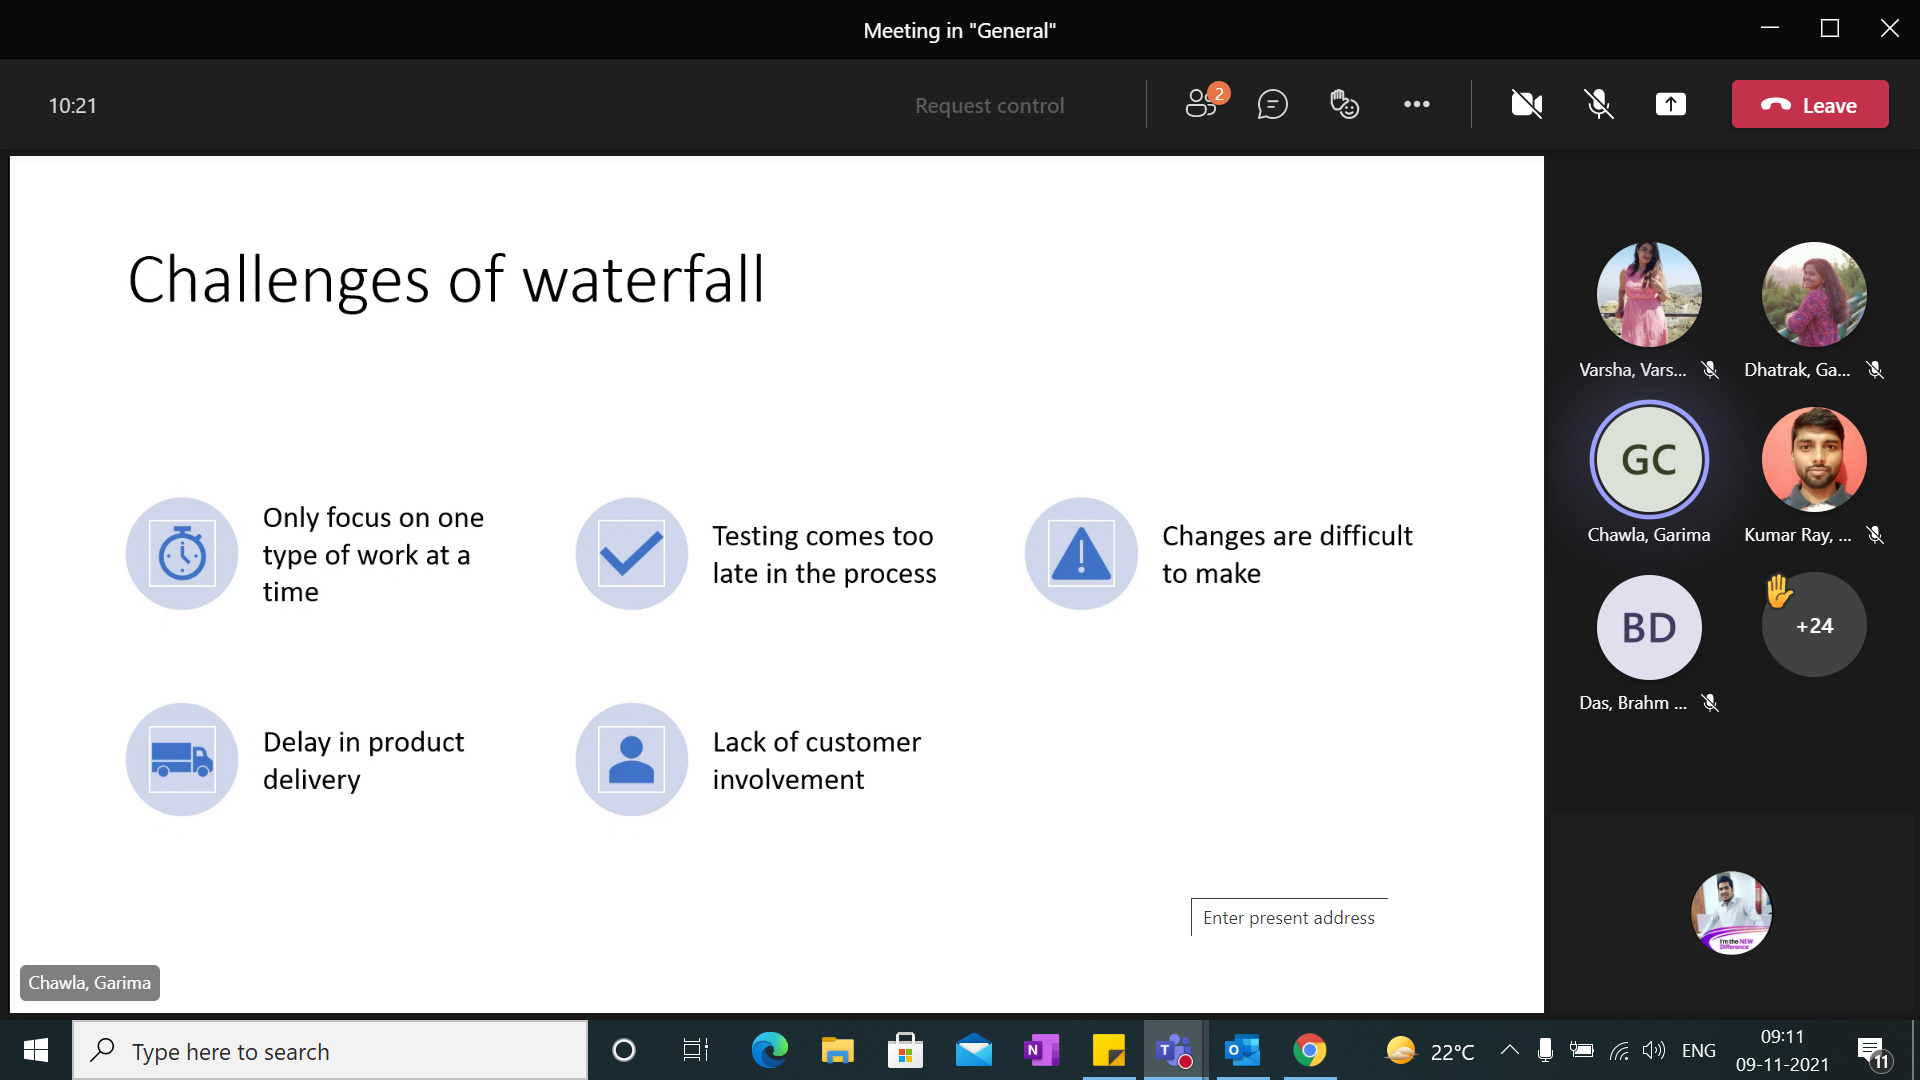 Meeting in "General"
10:21
Request control
2
Leave
Challenges of waterfall
Only focus on one
type of work at a
time
Testing comes too
late in the process
Changes are difficult
to make
Delay in product
delivery
Lack of customer
involvement
Enter present address
Chawla, Garima
Varsha, Vars...
Dhatrak, Ga...
GC
Chawla, Garima
Kumar Ray, ...
BD
Das, Brahm ...
+24
I'm the NEW
Difference.
Type here to search
22°C
ENG
09:11
09-11-2021
11